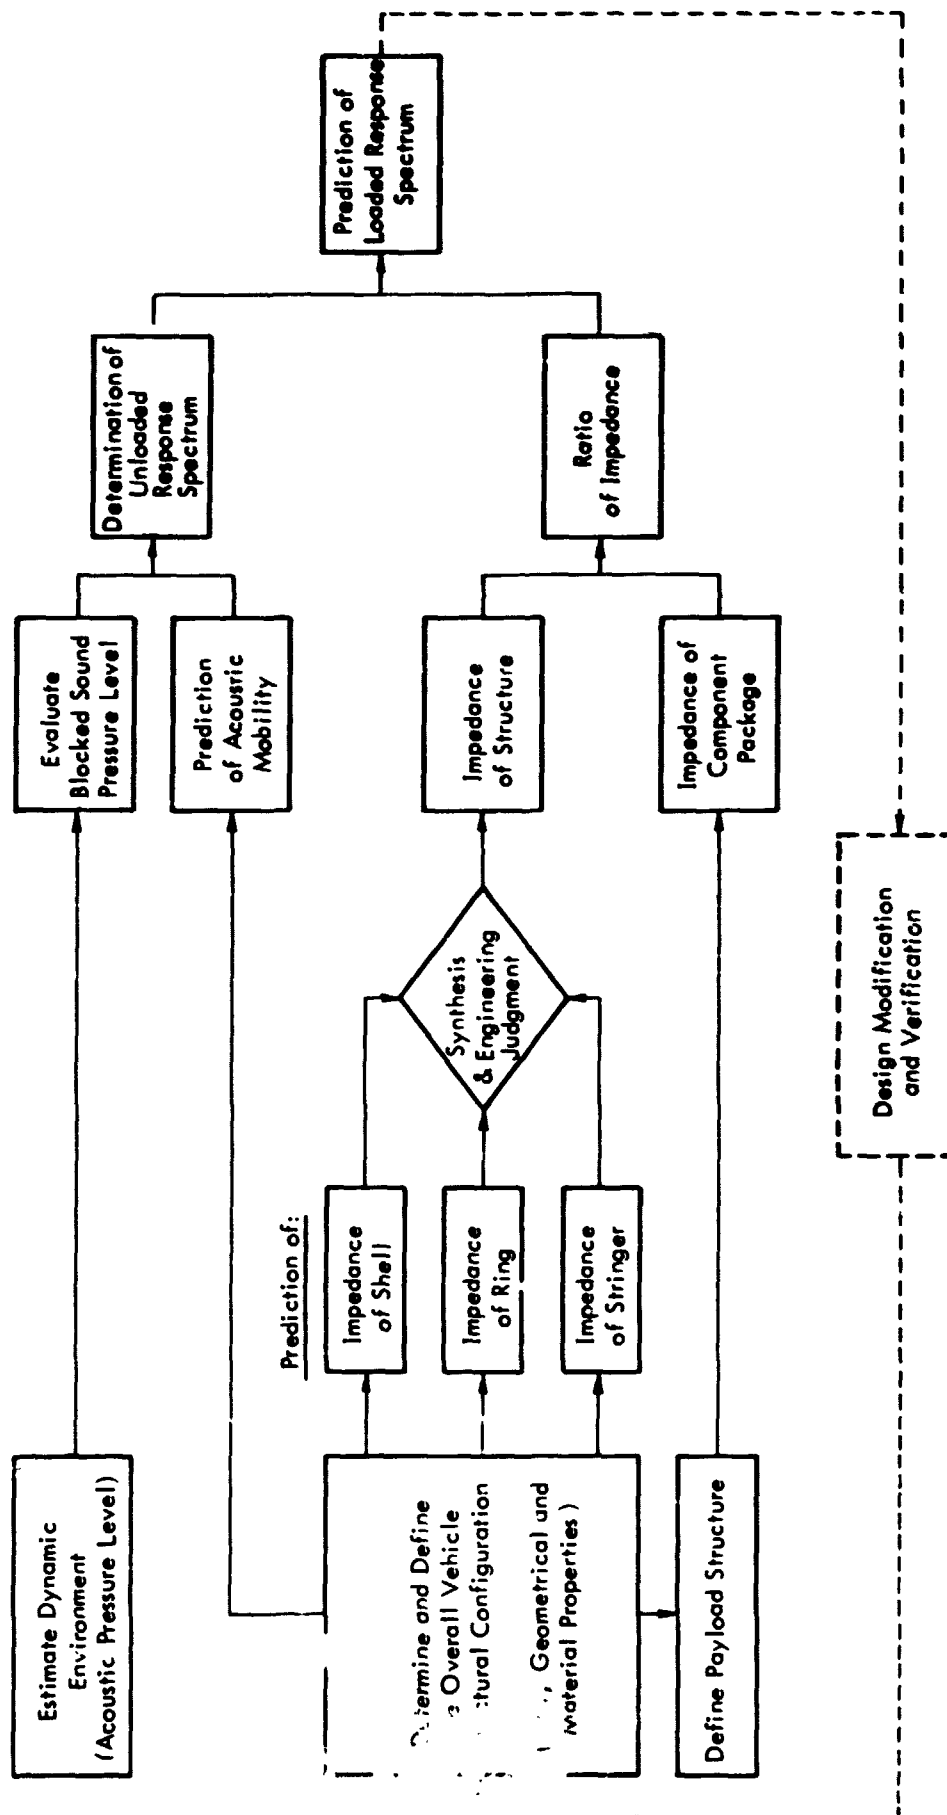 Estimate Dynamic
Environment
(Acoustic Pressure Level)
Evaluate
Blocked Sound
Pressure Level
Prediction
of Acoustic
Mobility
Determination of
Unloaded
Response
Spectrum
Prediction of
Loaded Response
Spectrum
Determine and Define
Overall Vehicle
Configuration
, Geometrical and
Material Properties )
Prediction of:
Impedance
of Shell
Impedance
of Ring
Impedance
of Stringer
Synthesis
& Engineering
Judgment
Impedance
of Structure
Ratio
of Impedance
Define Payload Structure
Impedance of
Component
Package
Design Modification
and Verification